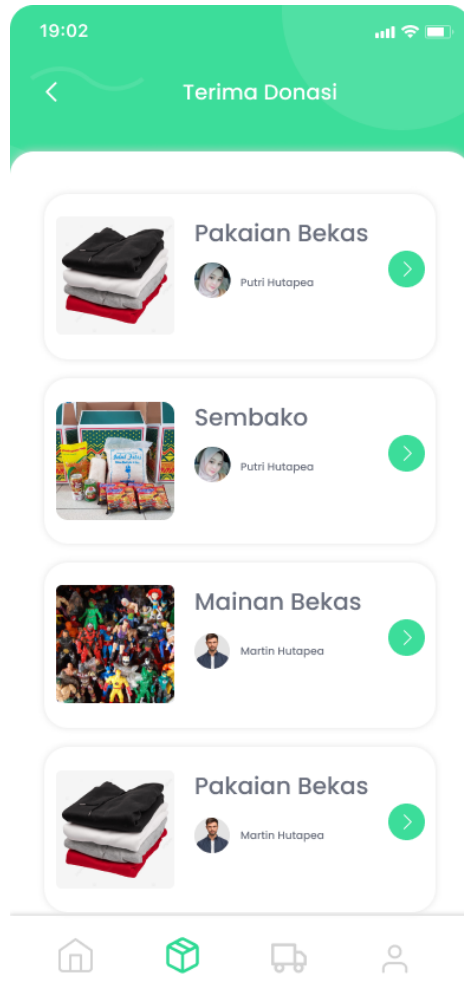 19:02
Terima Donasi
Pakaian Bekas
Putri Hutapea
Sembako
Putri Hutapea
Mainan Bekas
Martin Hutapea
Pakaian Bekas
Martin Hutapea